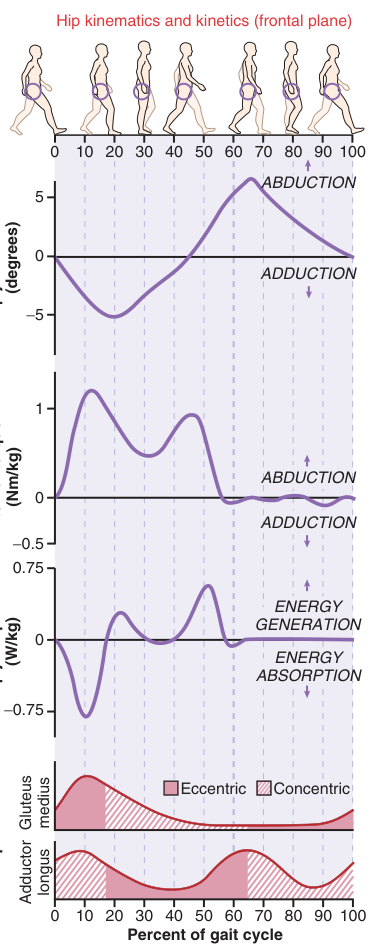 Hip kinematics and kinetics (frontal plane)
0 10 20 30 40 50 60 70 80 90 100
5
0
−5
(degrees)
ABDUCTION
ADDUCTION
1
0
−0.5
(Nm/kg)
ABDUCTION
ADDUCTION
0.75
0
−0.75
(W/kg)
ENERGY
GENERATION
ENERGY
ABSORPTION
Gluteus
medius
Eccentric Concentric
Adductor
longus
0 10 20 30 40 50 60 70 80 90 100
Percent of gait cycle